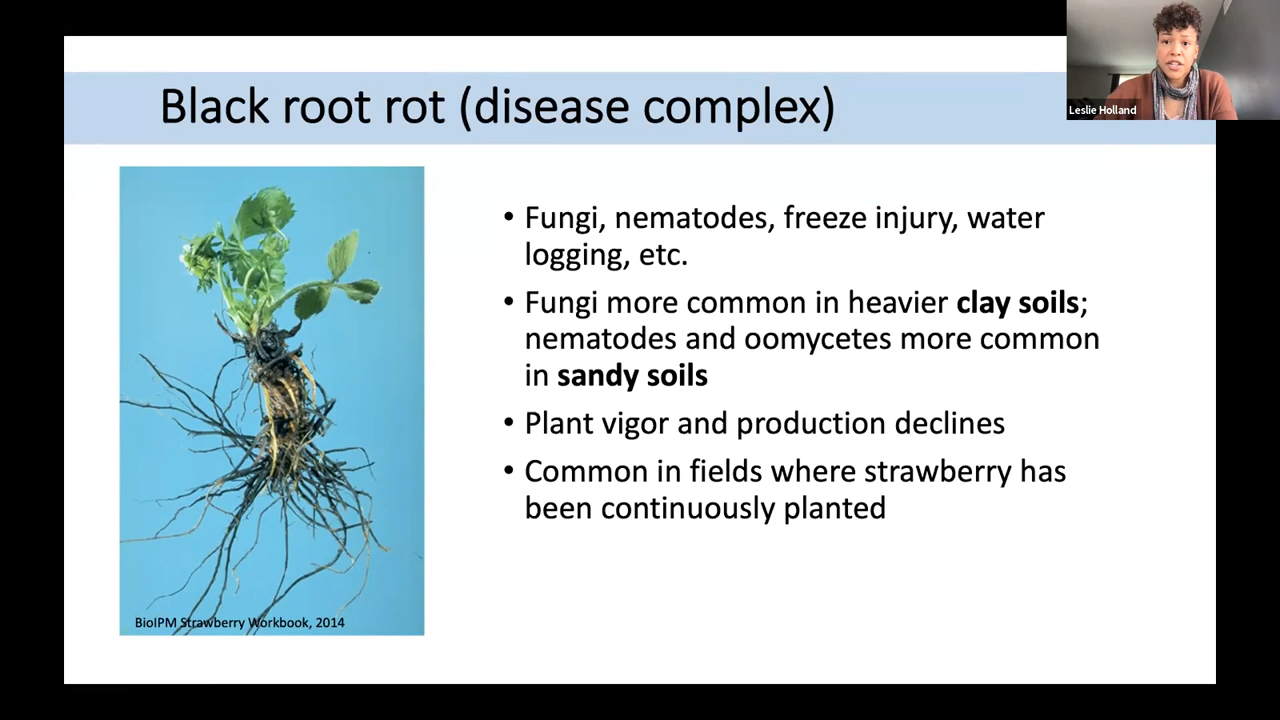 Black root rot (disease complex)
Leslie Holland
• Fungi, nematodes, freeze injury, water
logging, etc.
• Fungi more common in heavier clay soils;
nematodes and oomycetes more common
in sandy soils
• Plant vigor and production declines
• Common in fields where strawberry has
been continuously planted
BioIPM Strawberry Workbook, 2014